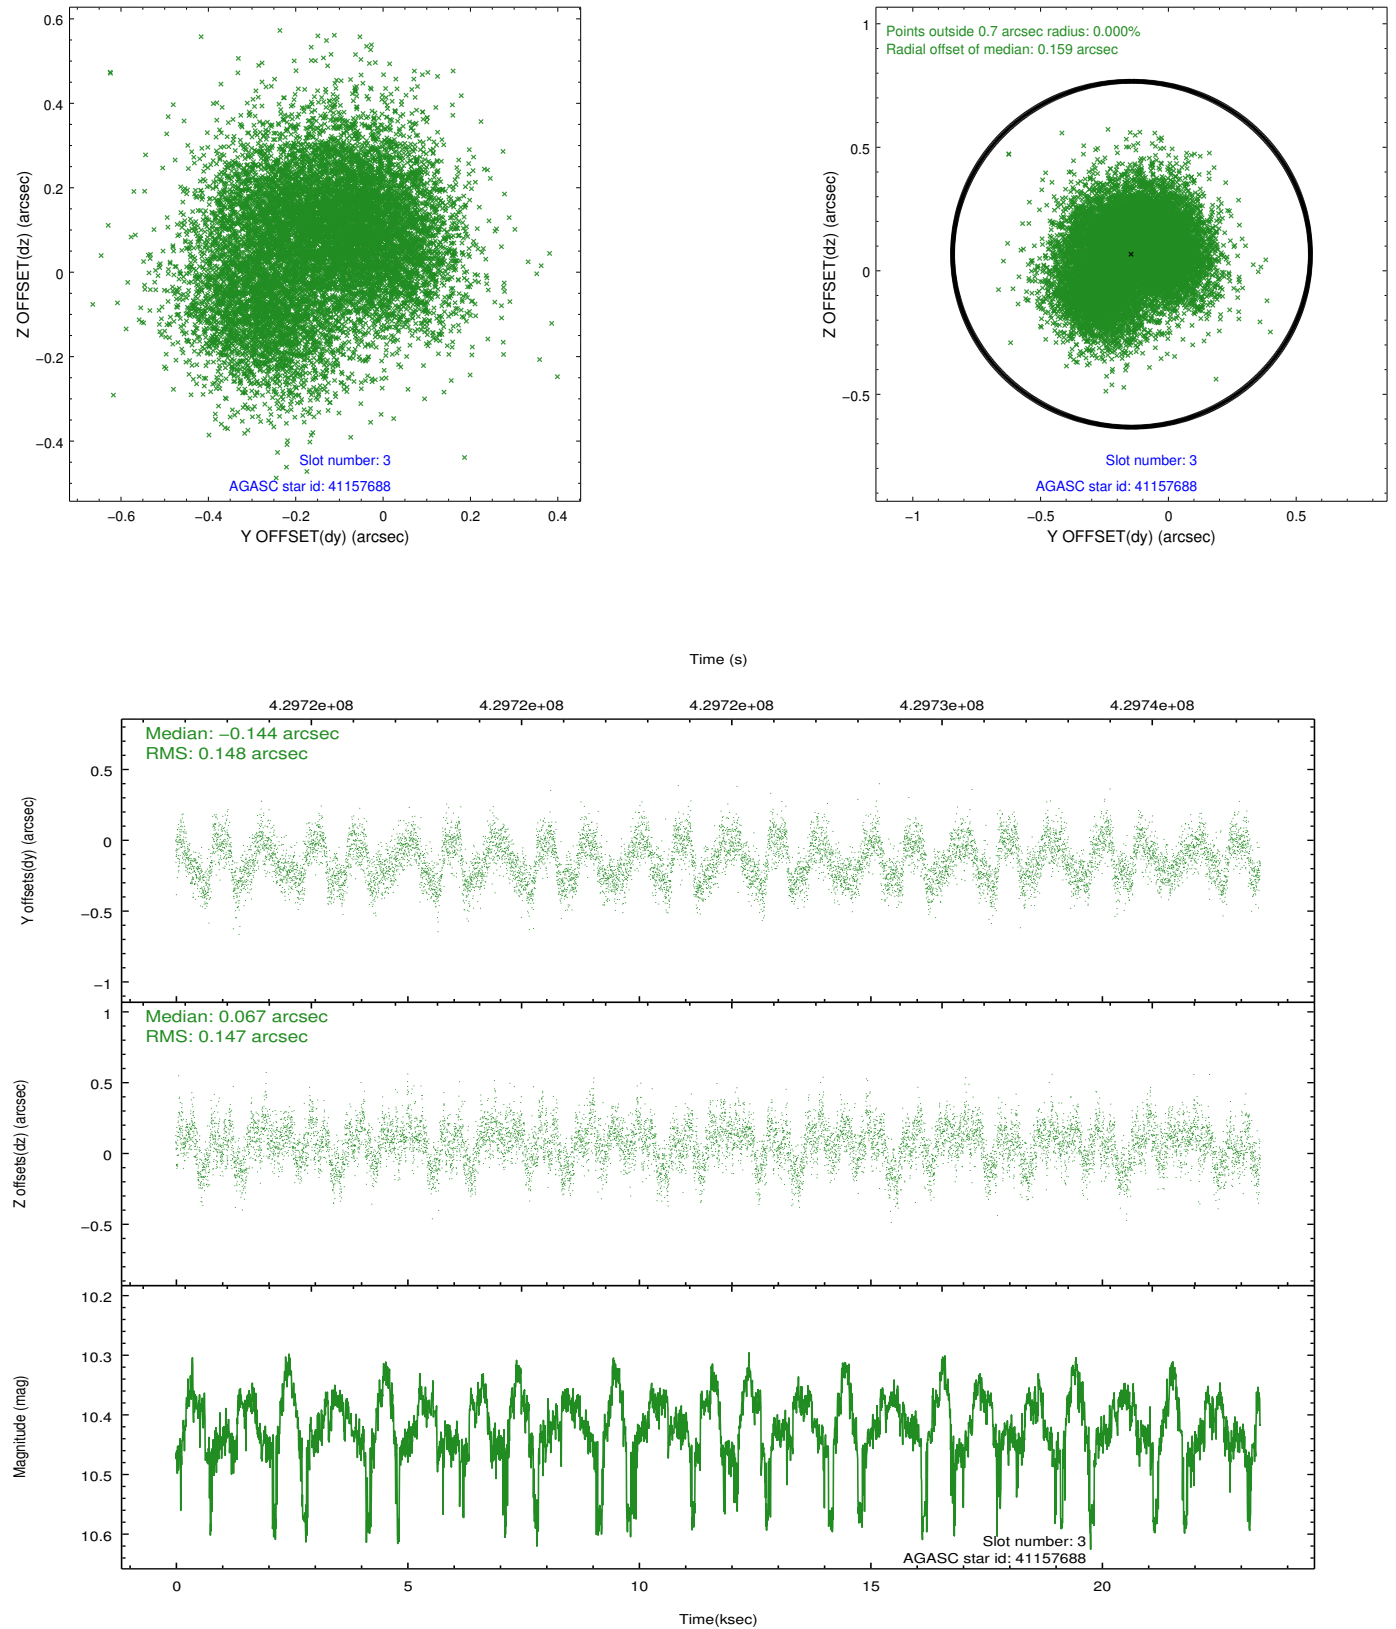 0.6
0.4
0.2
0
−0.2
−0.4
Z OFFSET(dz) (arcsec)
Slot number: 3
AGASC star id: 41157688
−0.6 −0.4 −0.2 0 0.2 0.4
Y OFFSET(dy) (arcsec)
Points outside 0.7 arcsec radius: 0.000%
Radial offset of median: 0.159 arcsec
1
0.5
0
−0.5
Z OFFSET(dz) (arcsec)
Slot number: 3
AGASC star id: 41157688
−1 −0.5 0 0.5
Y OFFSET(dy) (arcsec)
Time (s)
4.2972e+08 4.2972e+08 4.2972e+08 4.2973e+08 4.2974e+08
Median: −0.144 arcsec
RMS: 0.148 arcsec
0.5
0
−0.5
−1
Y offsets(dy) (arcsec)
Median: 0.067 arcsec
RMS: 0.147 arcsec
1
0.5
0
−0.5
Z offsets(dz) (arcsec)
10.2
10.3
10.4
10.5
10.6
Magnitude (mag)
Slot number: 3
AGASC star id: 41157688
0 5 10 15 20
Time(ksec)